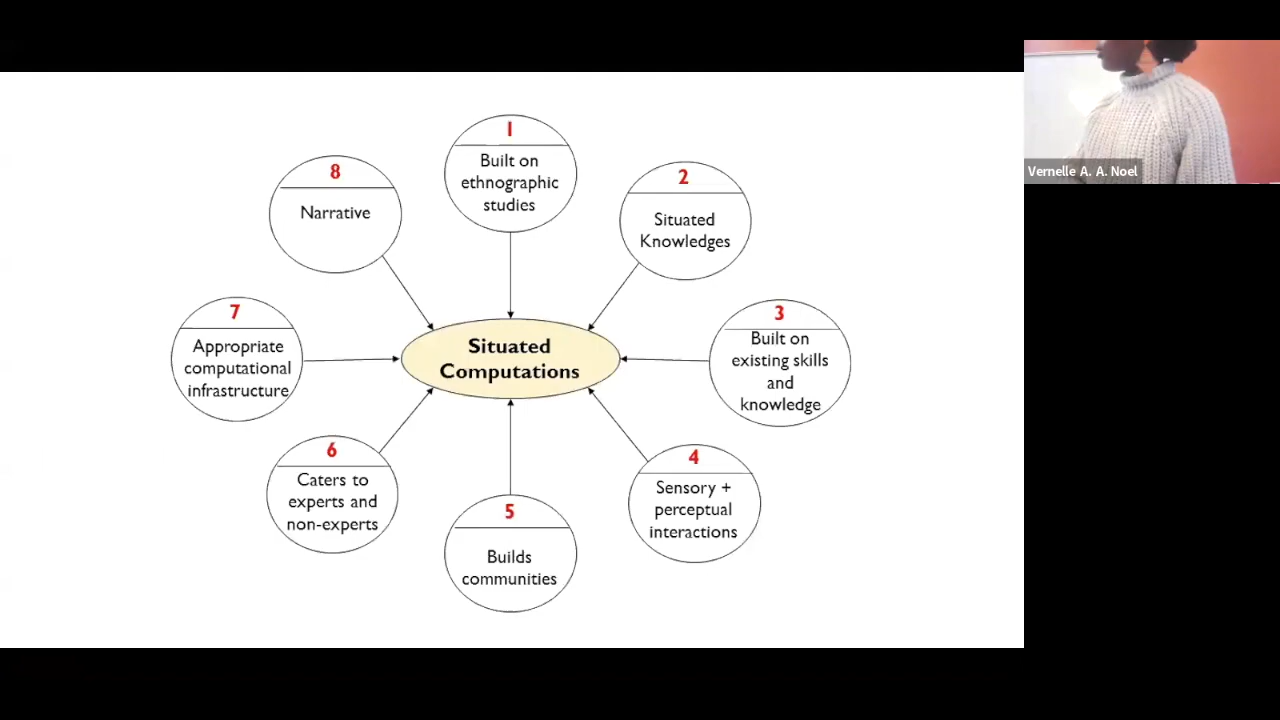 1
Built on
ethnographic
studies
2
Situated
Knowledges
3
Built on
existing skills
and
knowledge
4
Sensory +
perceptual
interactions
5
Builds
communities
6
Caters to
experts and
non-experts
7
Appropriate
computational
infrastructure
8
Narrative
Situated
Computations
Vernelle A. A. Noel